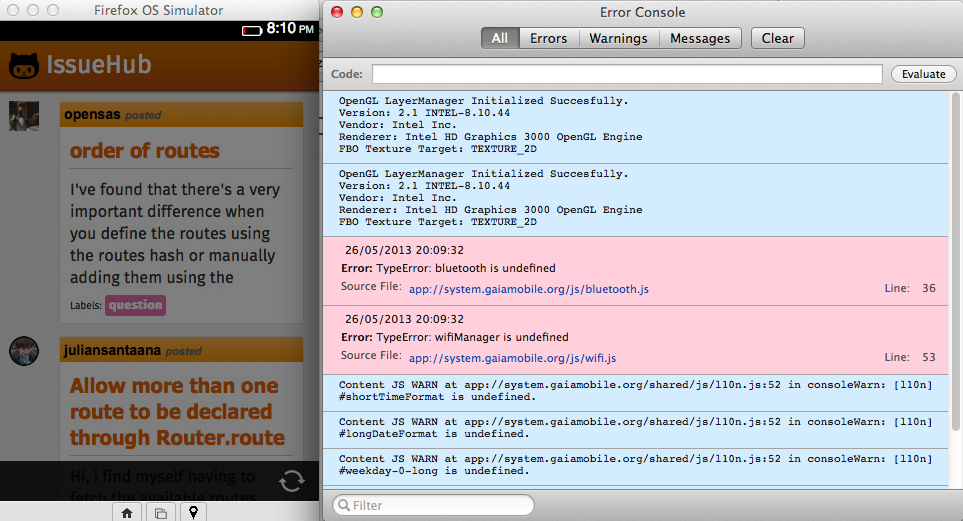 Firefox OS Simulator
8:10 PM
IssueHub
opensas posted
order of routes
I've found that there's a very
important difference when
you define the routes using
the routes hash or manually
adding them using the
Labels: question
juliansantaana posted
Allow more than one
route to be declared
through Router.route
Hi, i find myself having to
fetch the available routes
Error Console
All Errors Warnings Messages Clear
Code: Evaluate
OpenGL LayerManager Initialized Succesfully.
Version: 2.1 INTEL-8.10.44
Vendor: Intel Inc.
Renderer: Intel HD Graphics 3000 OpenGL Engine
FBO Texture Target: TEXTURE_2D
OpenGL LayerManager Initialized Succesfully.
Version: 2.1 INTEL-8.10.44
Vendor: Intel Inc.
Renderer: Intel HD Graphics 3000 OpenGL Engine
FBO Texture Target: TEXTURE_2D
26/05/2013 20:09:32
Error: TypeError: bluetooth is undefined
Source File: app://system.gaiamobile.org/js/bluetooth.js Line: 36
26/05/2013 20:09:32
Error: TypeError: wifiManager is undefined
Source File: app://system.gaiamobile.org/js/wifi.js Line: 53
Content JS WARN at app://system.gaiamobile.org/shared/js/l10n.js:52 in consoleWarn: [l10n]
#shortTimeFormat is undefined.
Content JS WARN at app://system.gaiamobile.org/shared/js/l10n.js:52 in consoleWarn: [l10n]
#longDateFormat is undefined.
Content JS WARN at app://system.gaiamobile.org/shared/js/l10n.js:52 in consoleWarn: [l10n]
#weekday-0-long is undefined.
Filter